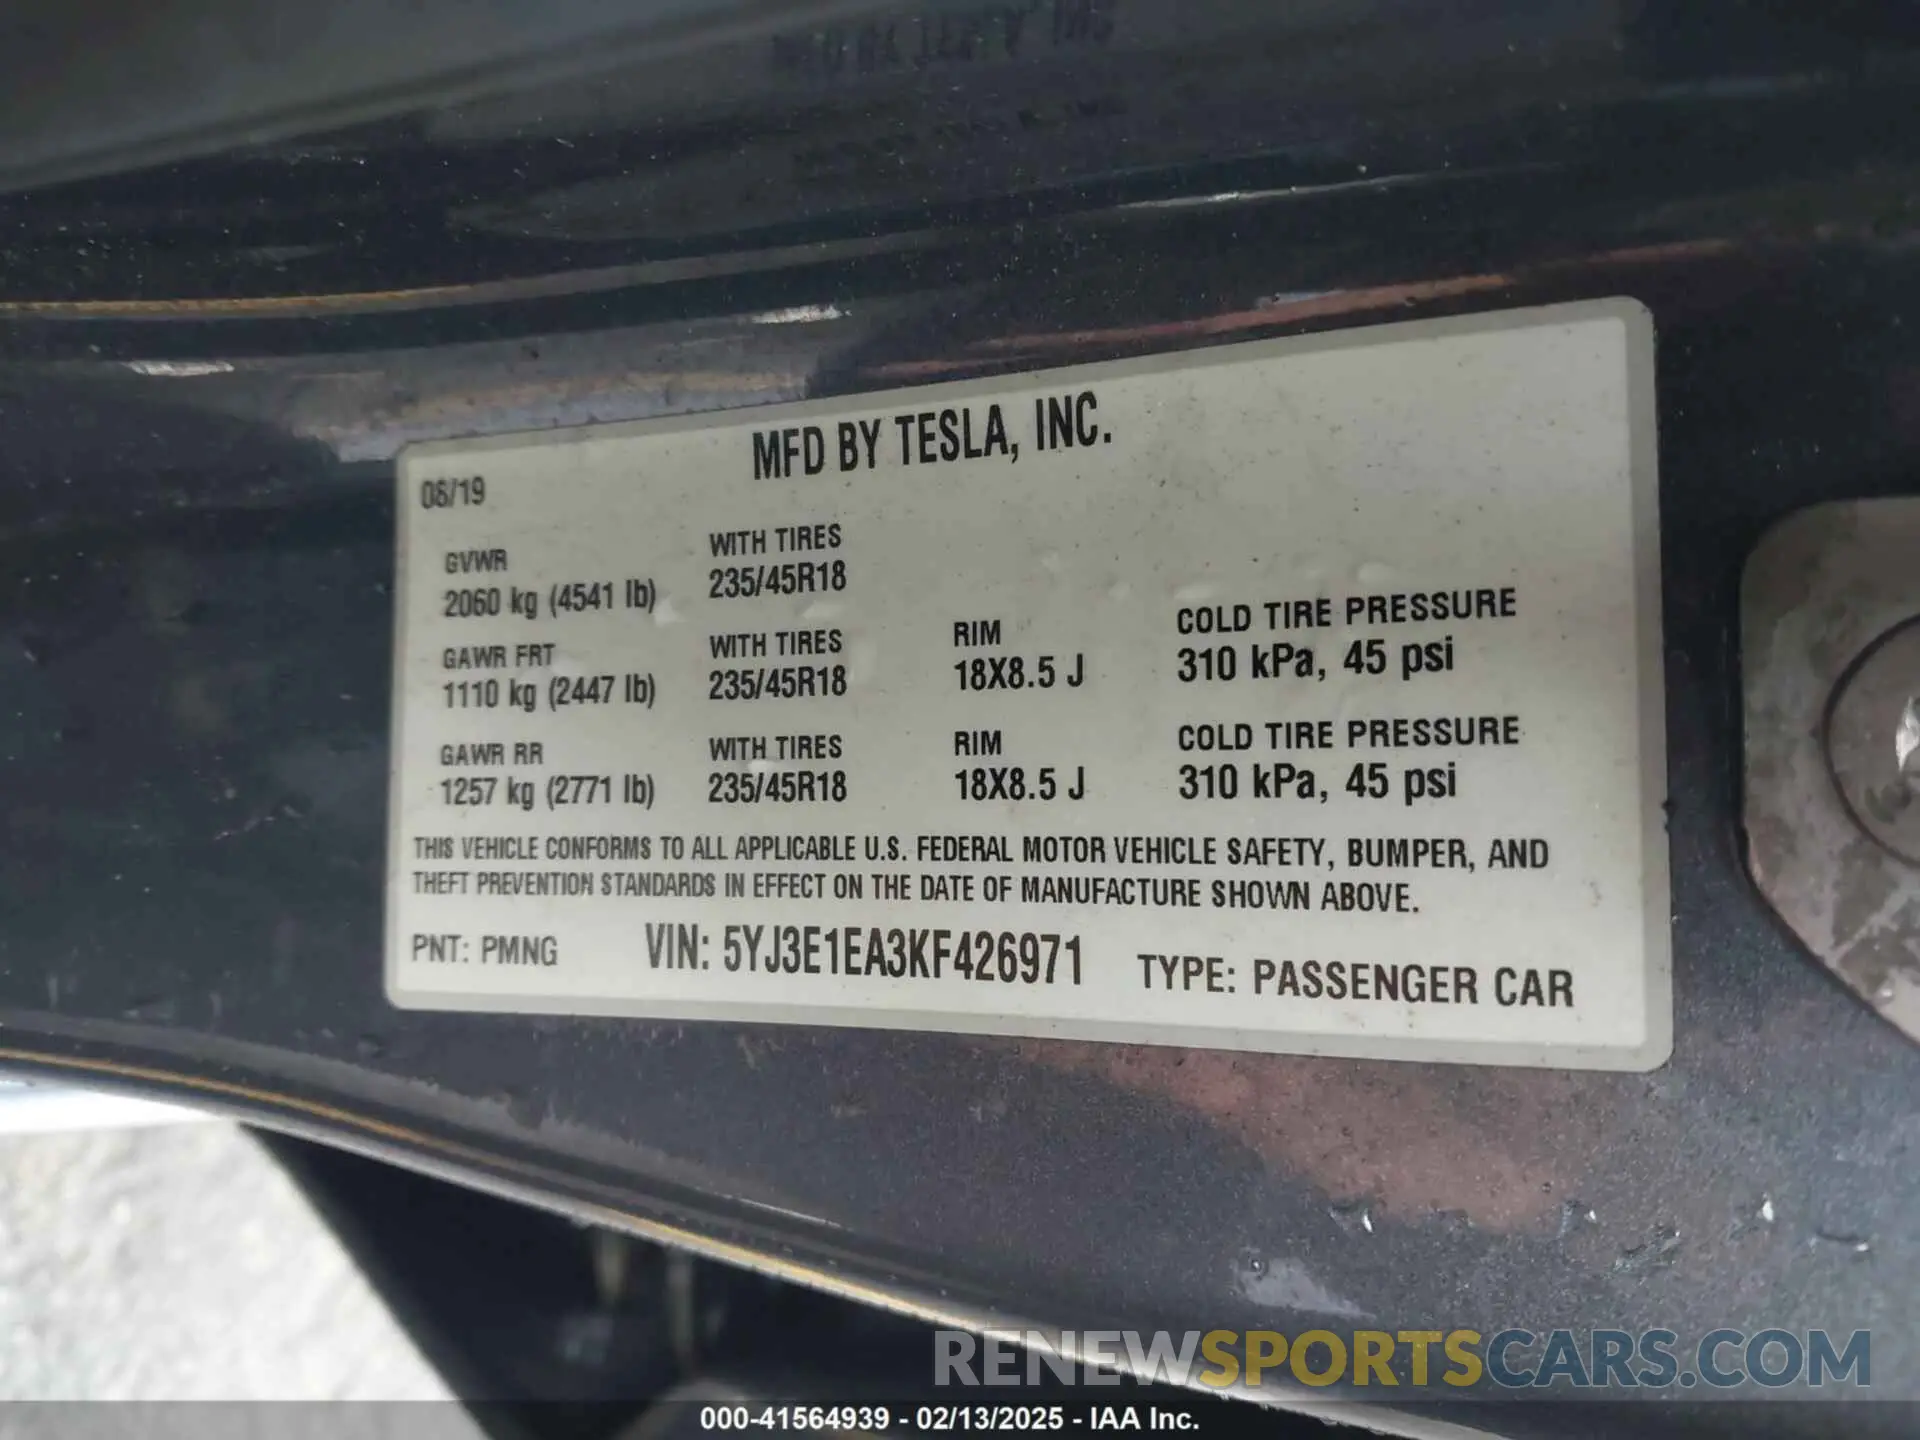 MFD BY TESLA, INC.
08/19
GVWR
2060 kg (4541 lb)
WITH TIRES
235/45R18
GAWR FRT
1110 kg (2447 lb)
WITH TIRES
235/45R18
RIM
18X8.5 J
COLD TIRE PRESSURE
310 kPa, 45 psi
GAWR RR
1257 kg (2771 lb)
WITH TIRES
235/45R18
RIM
18X8.5 J
COLD TIRE PRESSURE
310 kPa, 45 psi
THIS VEHICLE CONFORMS TO ALL APPLICABLE U.S. FEDERAL MOTOR VEHICLE SAFETY, BUMPER, AND
THEFT PREVENTION STANDARDS IN EFFECT ON THE DATE OF MANUFACTURE SHOWN ABOVE.
PNT: PMNG
VIN: 5YJ3E1EA3KF426971
TYPE: PASSENGER CAR
RENEWSPORTSCARS.COM
000-41564939 - 02/13/2025 - IAA Inc.